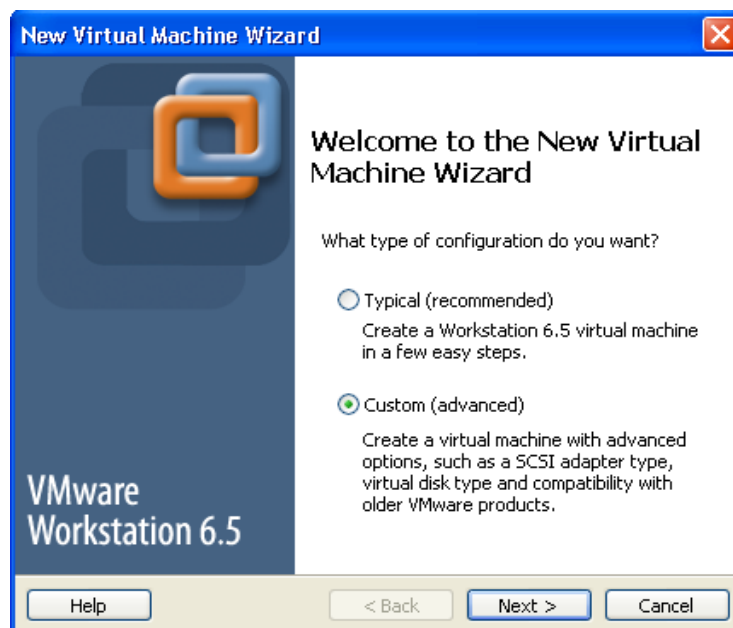 New Virtual Machine Wizard
Welcome to the New Virtual
Machine Wizard
What type of configuration do you want?
Typical (recommended)
Create a Workstation 6.5 virtual machine
in a few easy steps.
Custom (advanced)
Create a virtual machine with advanced
options, such as a SCSI adapter type,
virtual disk type and compatibility with
older VMware products.
VMware
Workstation 6.5
Help
< Back
Next >
Cancel